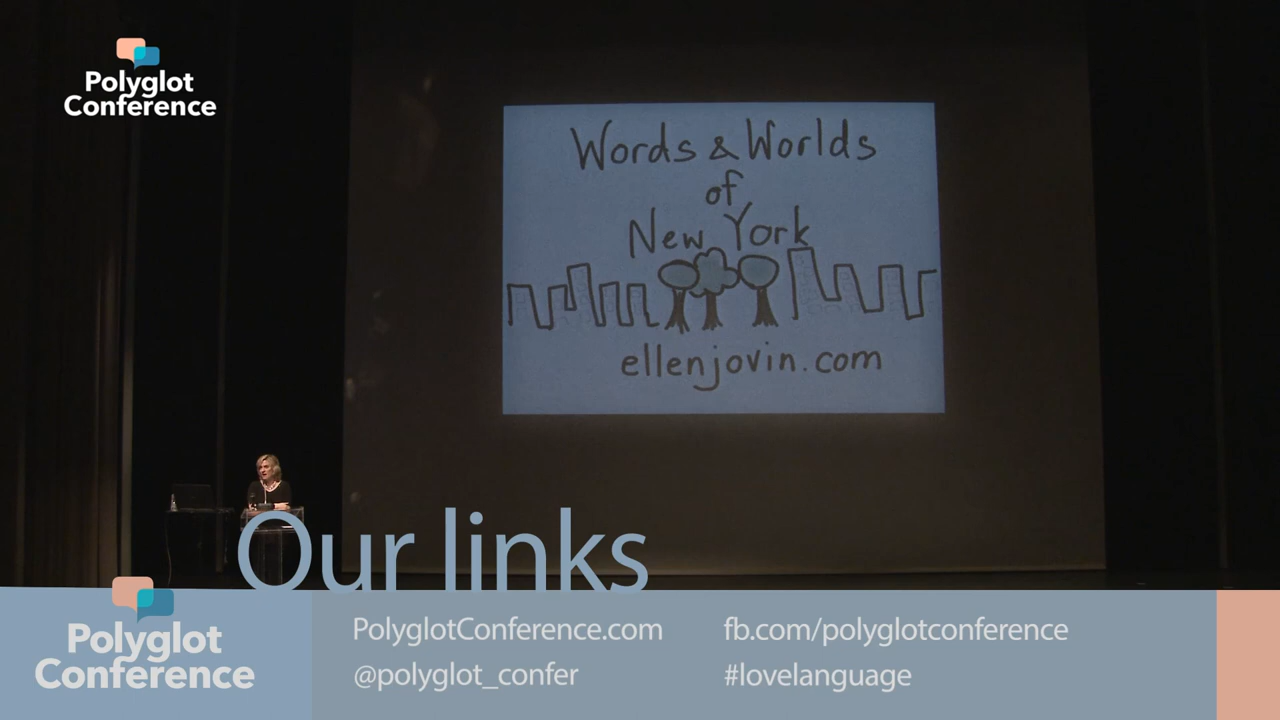 Polyglot
Conference
Words & Worlds
of
New York
ellenjovin.com
Our links
Polyglot
Conference
PolyglotConference.com
fb.com/polyglotconference
@polyglot_confer
#lovelanguage